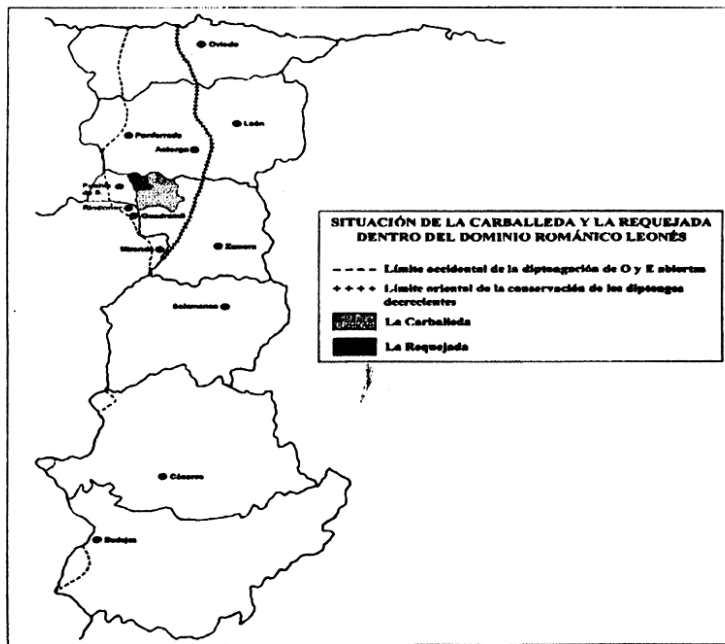 Oviedo
León
Ponferrada
Astorga
Puebla de S.
Rionor
Guadramil
Miranda
Zamora
Salamanca
Cáceres
Badajoz
SITUACIÓN DE LA CARBALLEDA Y LA REQUEJADA
DENTRO DEL DOMINIO ROMÁNICO LEONÉS
Límite occidental de la diptongación de O y E abiertas
Límite oriental de la conservación de los diptongos
decrecientes
La Carballeda
La Requejada